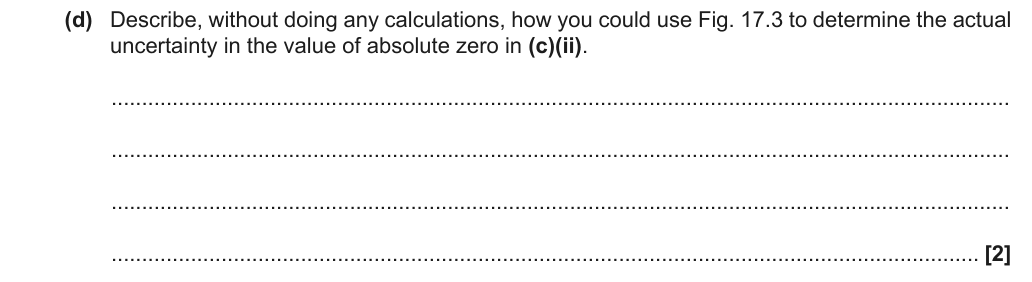 (d) Describe, without doing any calculations, how you could use Fig. 17.3 to determine the actual
uncertainty in the value of absolute zero in (c)(ii).
[2]